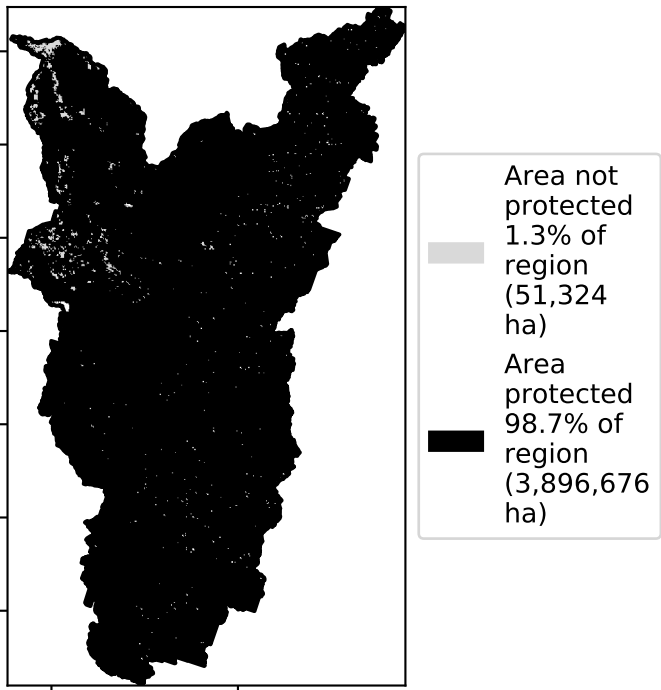 Area not
protected
1.3% of
region
(51,324
ha)
Area
protected
98.7% of
region
(3,896,676
ha)